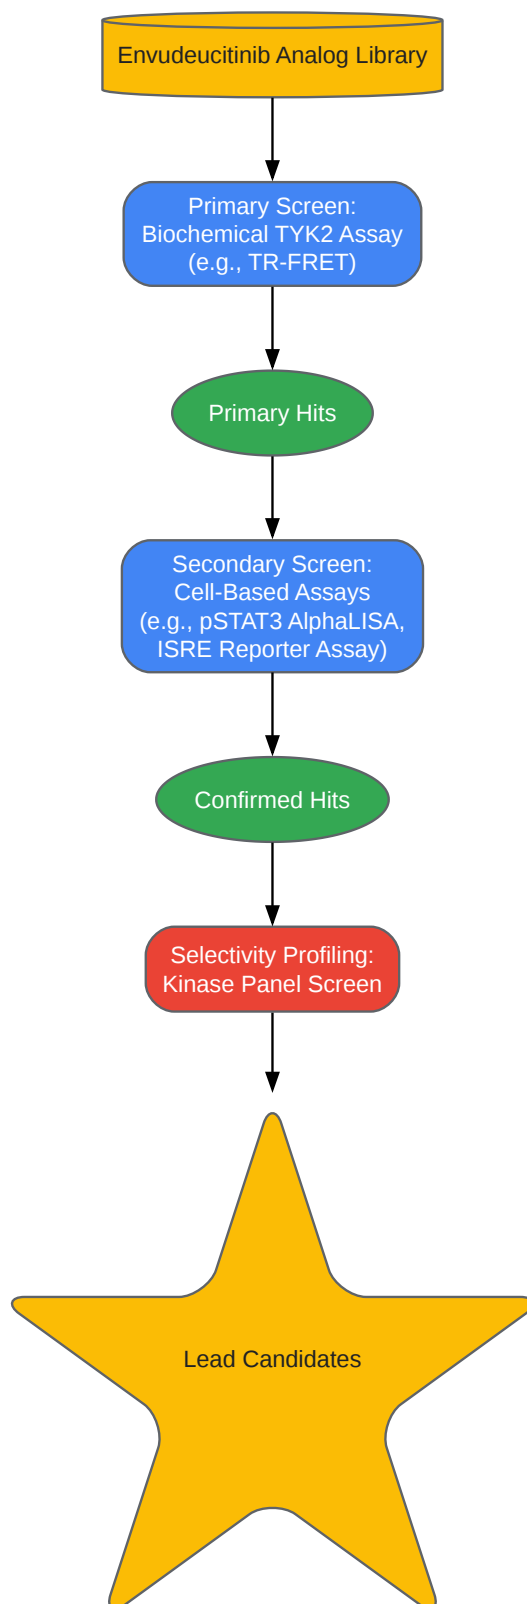 Envudeucitinib Analog Library
Primary Screen:
Biochemical TYK2 Assay
(e.g., TR-FRET)
Primary Hits
Secondary Screen:
Cell-Based Assays
(e.g., pSTAT3 AlphaLISA,
ISRE Reporter Assay)
Confirmed Hits
Selectivity Profiling:
Kinase Panel Screen
Lead Candidates